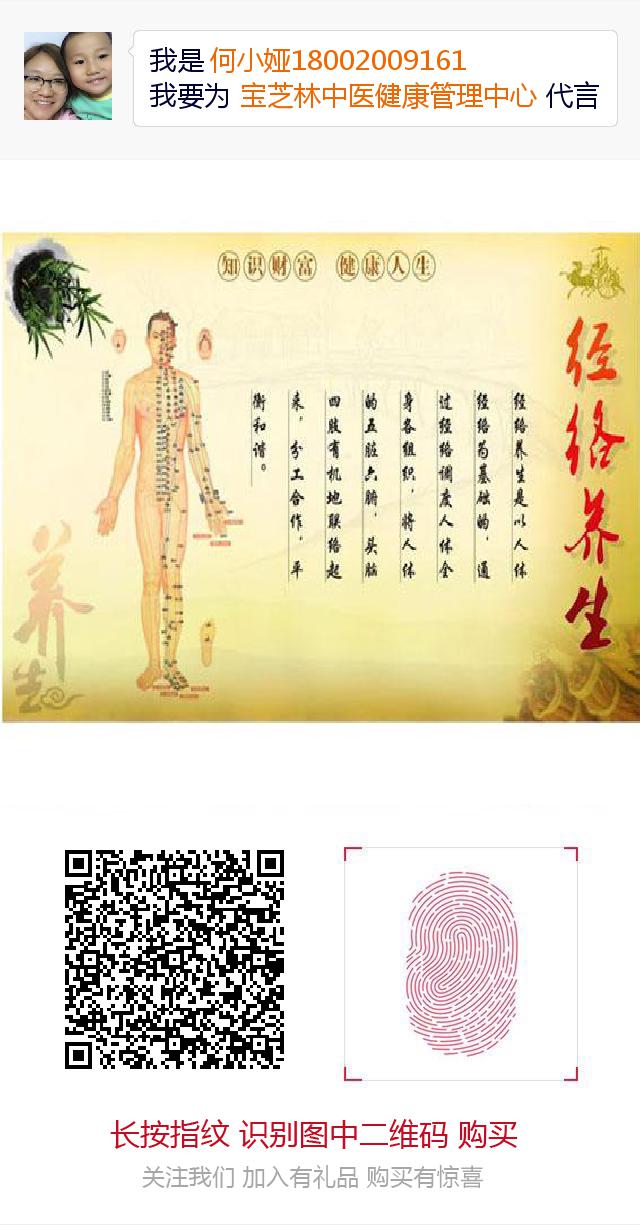 我是 何小娅18002009161
我要为 宝芝林中医健康管理中心 代言
知识财富 健康人生
经络养生
经络养生是以人体
经络为基础的，通
过经络调度人体全
身各组织，将人体
的五脏六腑，头脑
四肢有机地联络起
来，分工合作，平
衡和谐。
养生
长按指纹 识别图中二维码 购买
关注我们 加入有礼品 购买有惊喜